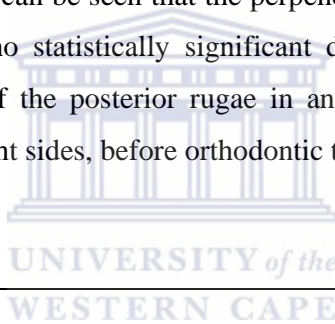 can be seen that the
no statistically significant
of the posterior rugae in an
nt sides, before orthodontic
UNIVERSITY of the
WESTERN CAPE